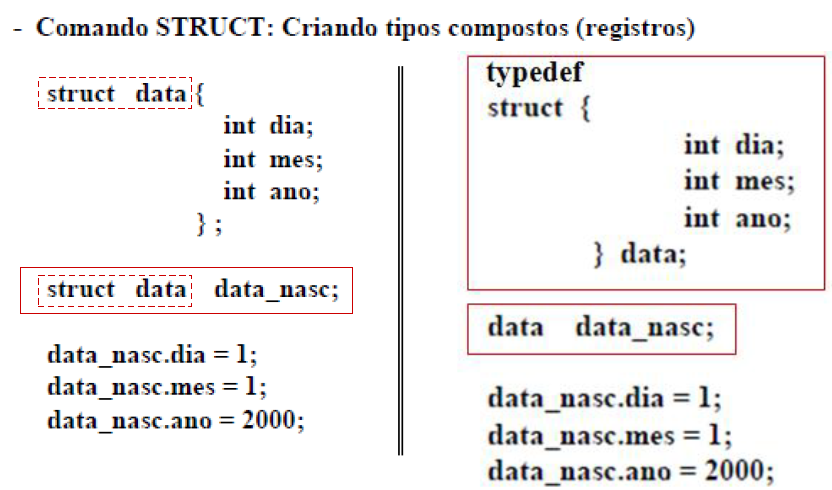 - Comando STRUCT: Criando tipos compostos (registros)
struct data{
int dia;
int mes;
int ano;
} ;
struct data data_nasc;
data_nasc.dia = 1;
data_nasc.mes = 1;
data_nasc.ano = 2000;
typedef
struct {
int dia;
int mes;
int ano;
} data;
data data_nasc;
data_nasc.dia = 1;
data_nasc.mes = 1;
data_nasc.ano = 2000;